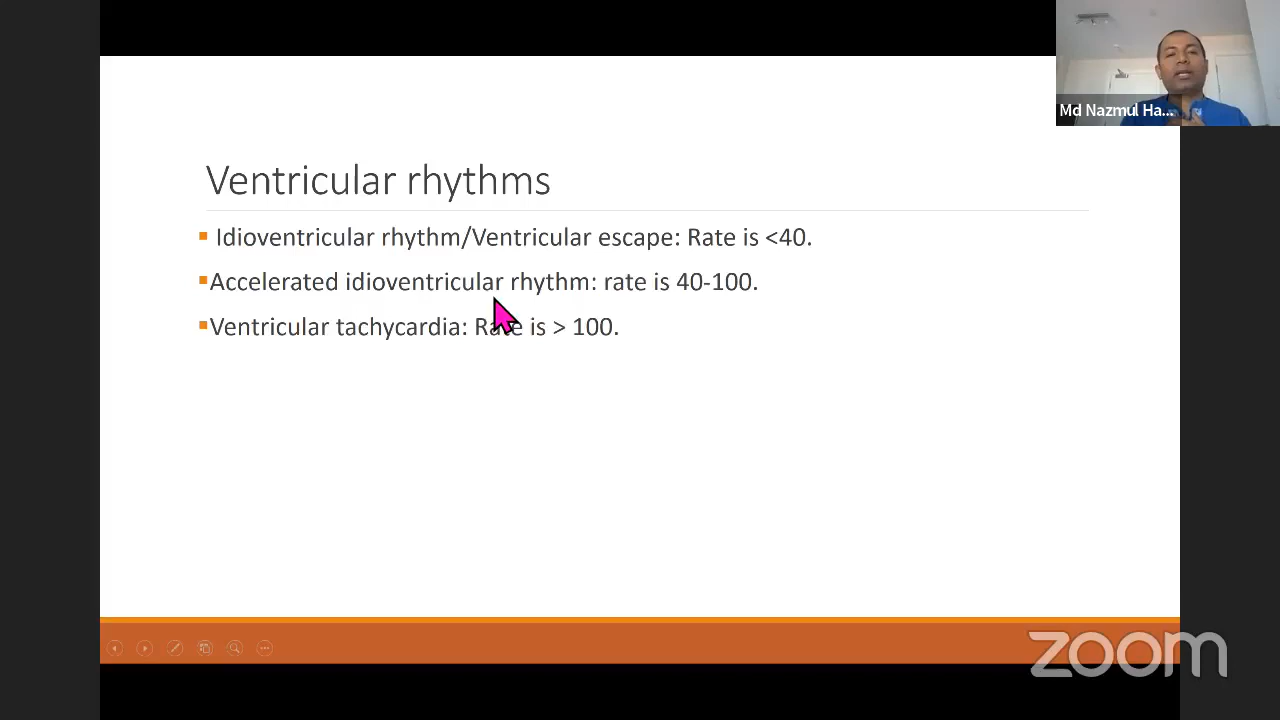 Md Nazmul Ha...
Ventricular rhythms
Idioventricular rhythm/Ventricular escape: Rate is <40.
Accelerated idioventricular rhythm: rate is 40-100.
Ventricular tachycardia: Rate is > 100.
zoom